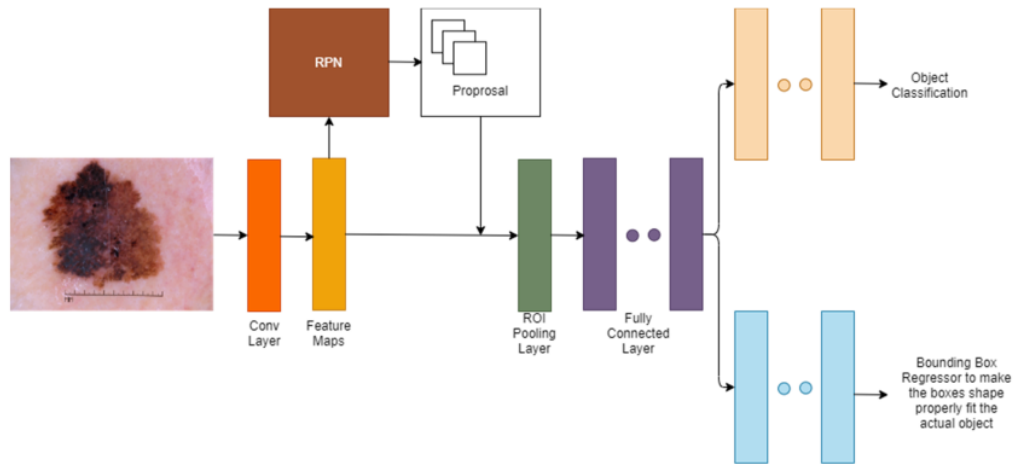 RPN
Proprosal
Object
Classification
Conv
Layer
Feature
Maps
ROI
Pooling
Layer
Fully
Connected
Layer
Bounding Box
Regressor to make
the boxes shape
properly fit the
actual object